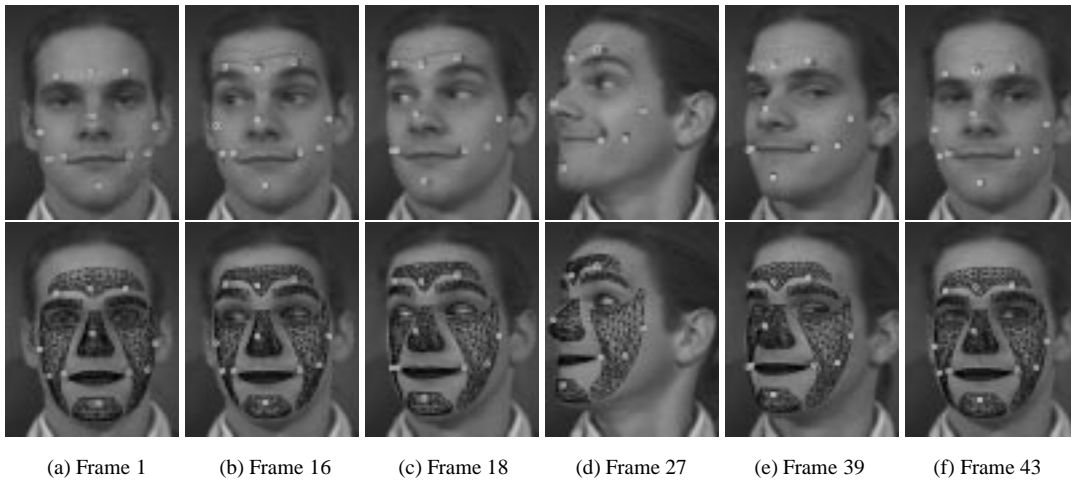 (a) Frame 1
(b) Frame 16
(c) Frame 18
(d) Frame 27
(e) Frame 39
(f) Frame 43